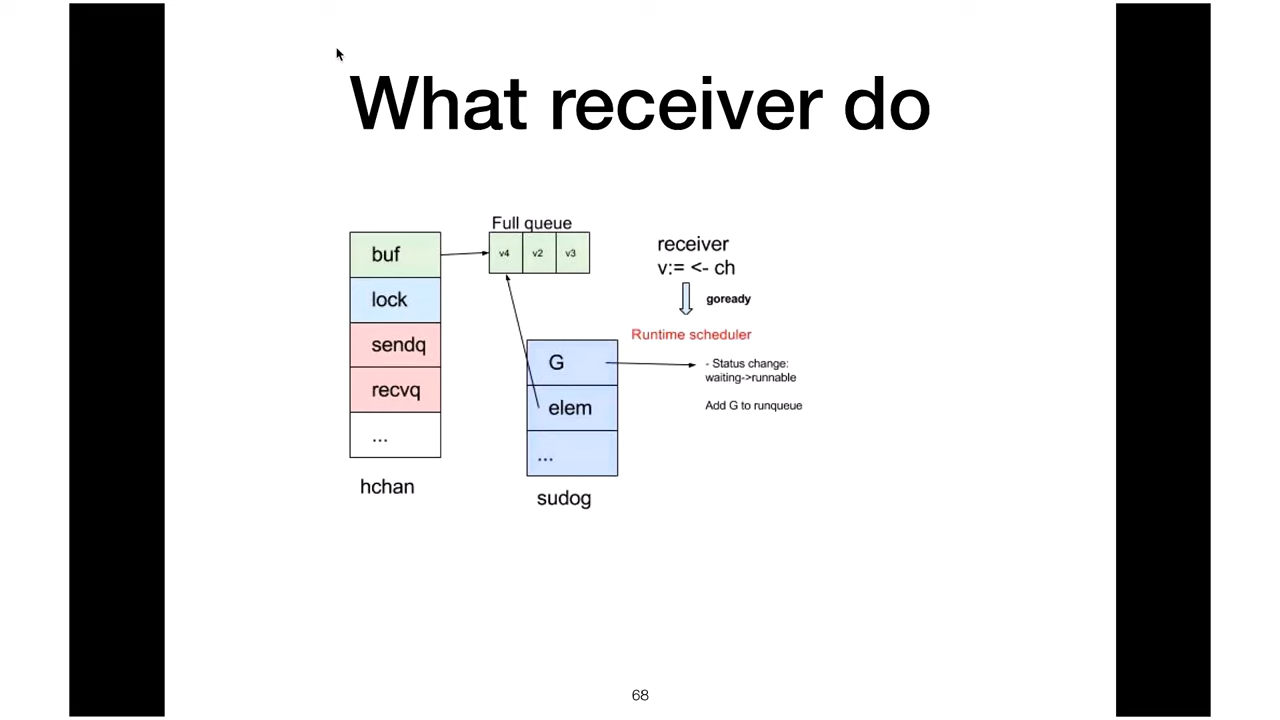 What receiver do
Full queue
buf
v4 v2 v3
receiver
v:= <- ch
lock
goready
sendq
Runtime scheduler
G
- Status change:
waiting->runnable
recvq
elem
Add G to runqueue
...
...
hchan
sudog
68